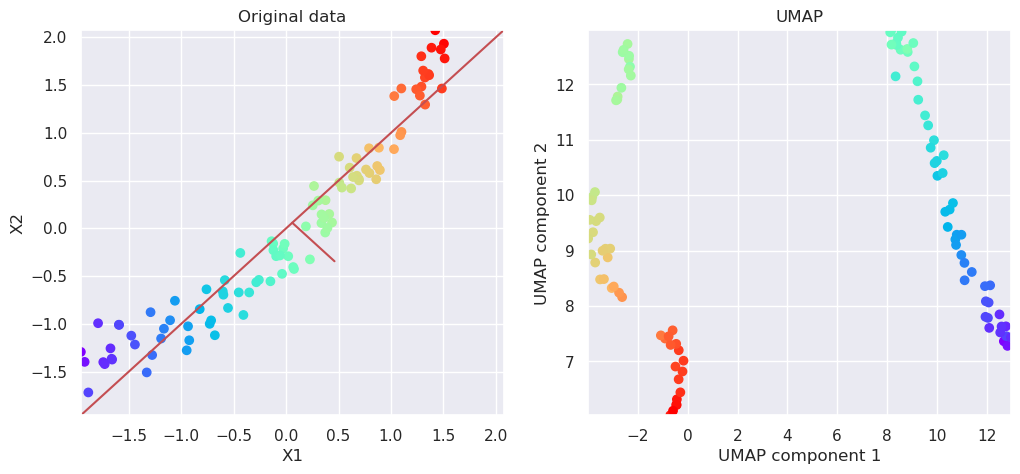 Original data
2.0
1.5
1.0
0.5
0.0
−0.5
−1.0
−1.5
X2
−1.5 −1.0 −0.5 0.0 0.5 1.0 1.5 2.0
X1
UMAP
12
11
10
9
8
7
UMAP component 2
−2 0 2 4 6 8 10 12
UMAP component 1